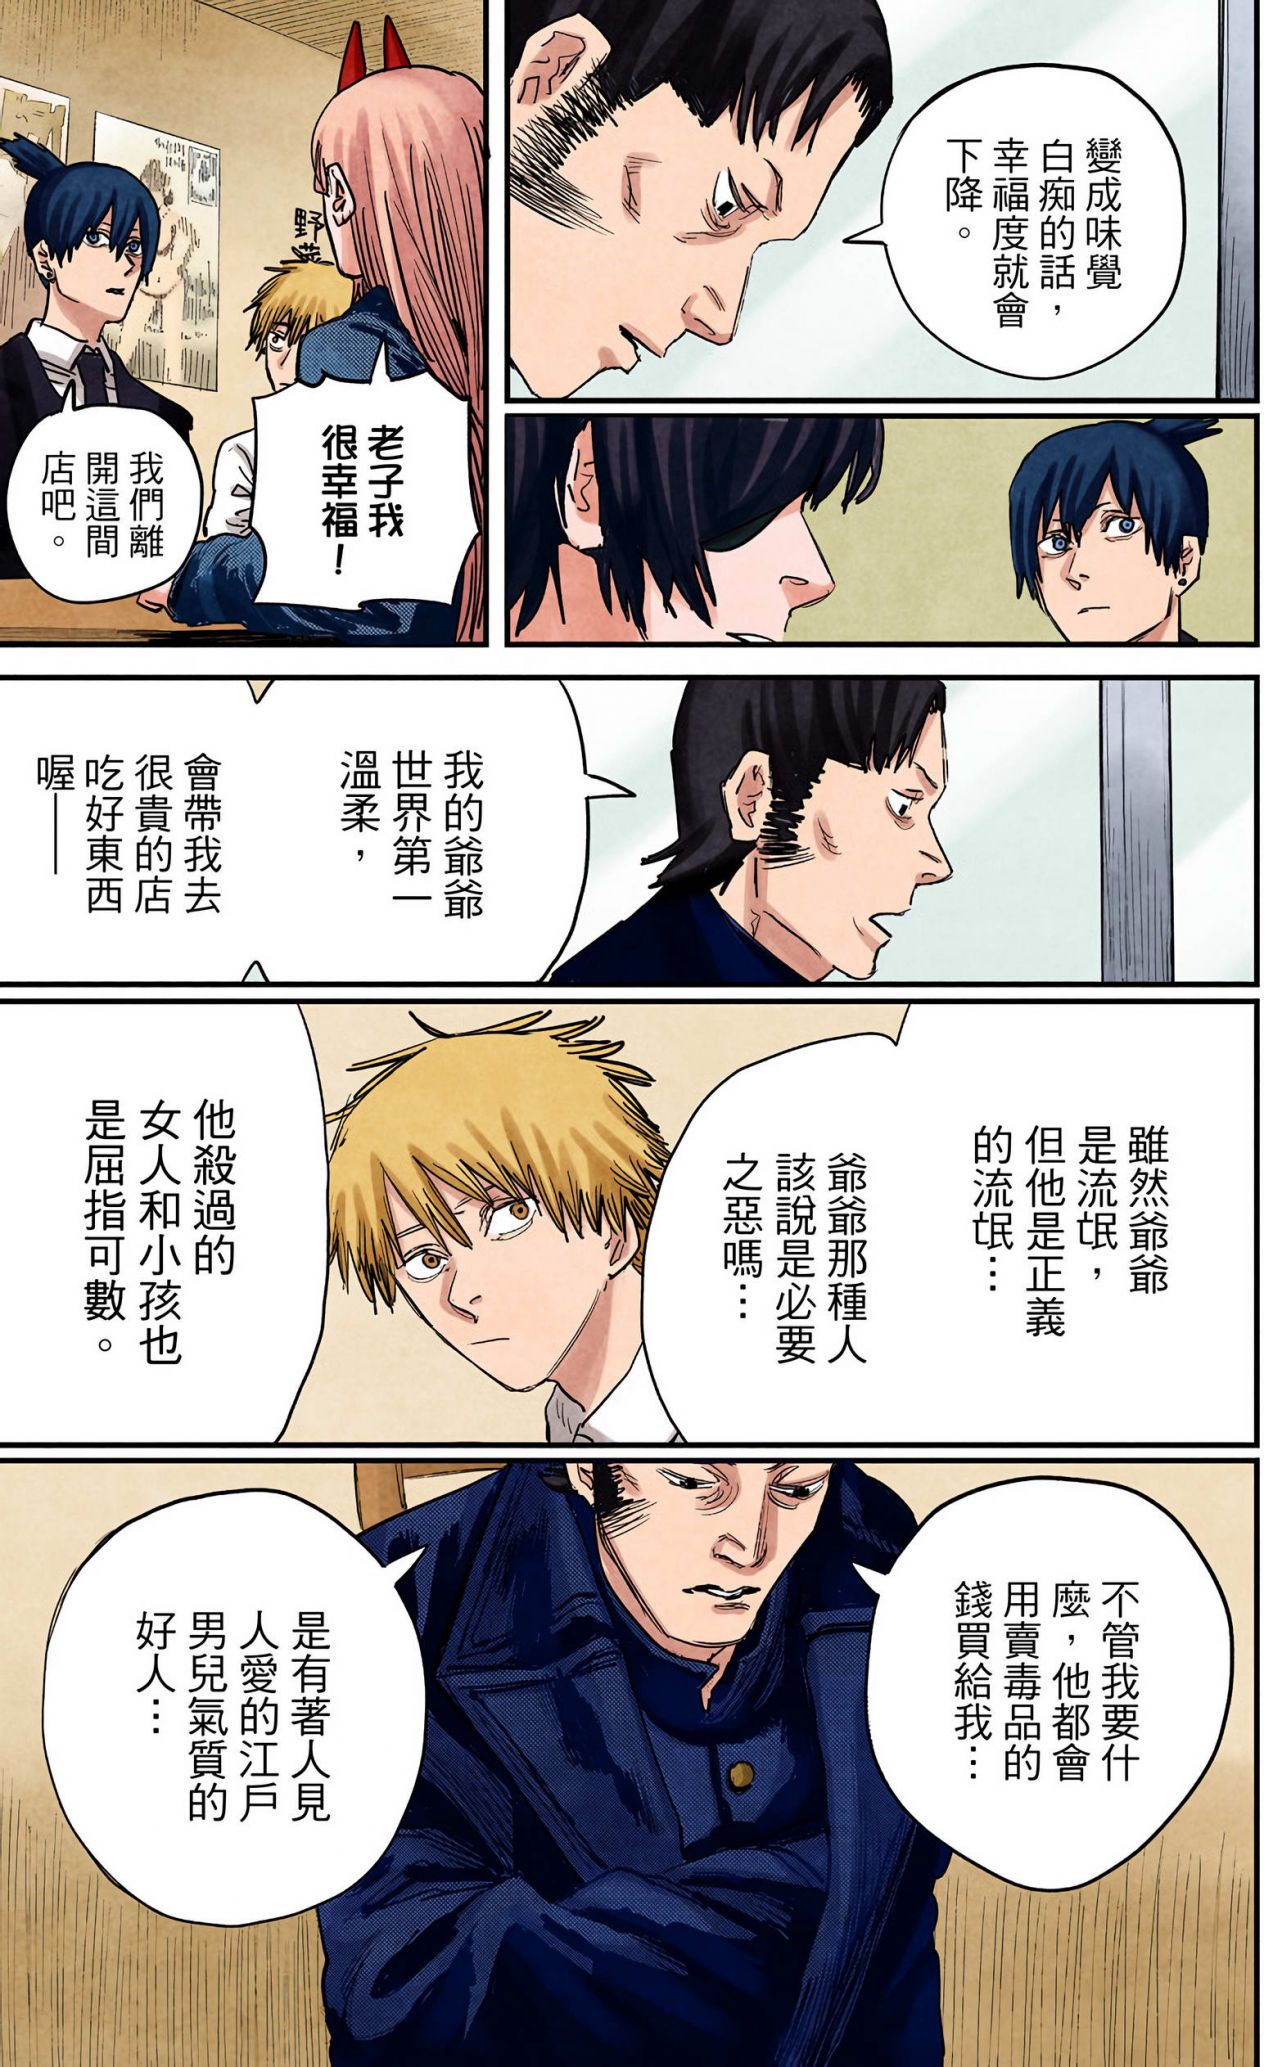 變成味覺
白痴的話，
幸福度就會
下降。
野菜
老子我
很幸福！
我們離
開這間
店吧。
我的爺爺
世界第一
溫柔，
會帶我去
很貴的店
吃好東西
喔——
雖然爺爺
是流氓，
但他是正義
的流氓…
爺爺那種人
該說是必要
之惡嗎…
他殺過的
女人和小孩也
是屈指可數。
不管我要什
麼，他都會
用賣毒品的
錢買給我…
是有著人見
人愛的江戶
男兒氣質的
好人…